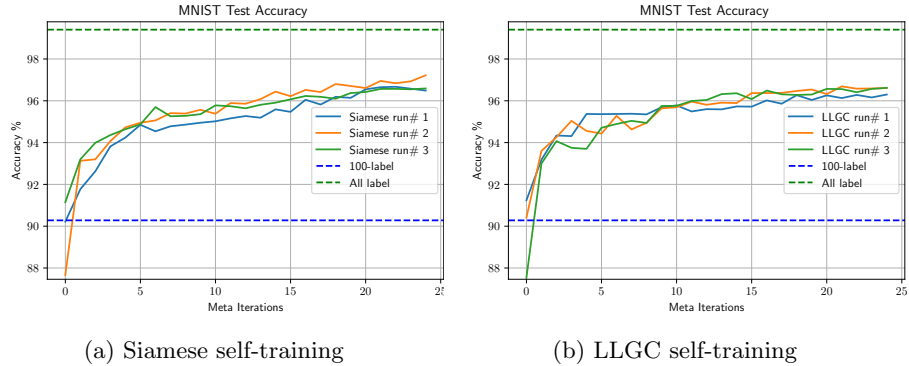 MNIST Test Accuracy
98
96
94
92
90
88
Accuracy %
Siamese run# 1
Siamese run# 2
Siamese run# 3
100-label
All label
0 5 10 15 20 25
Meta Iterations
(a) Siamese self-training
MNIST Test Accuracy
98
96
94
92
90
88
Accuracy %
LLGC run# 1
LLGC run# 2
LLGC run# 3
100-label
All label
0 5 10 15 20 25
Meta Iterations
(b) LLGC self-training